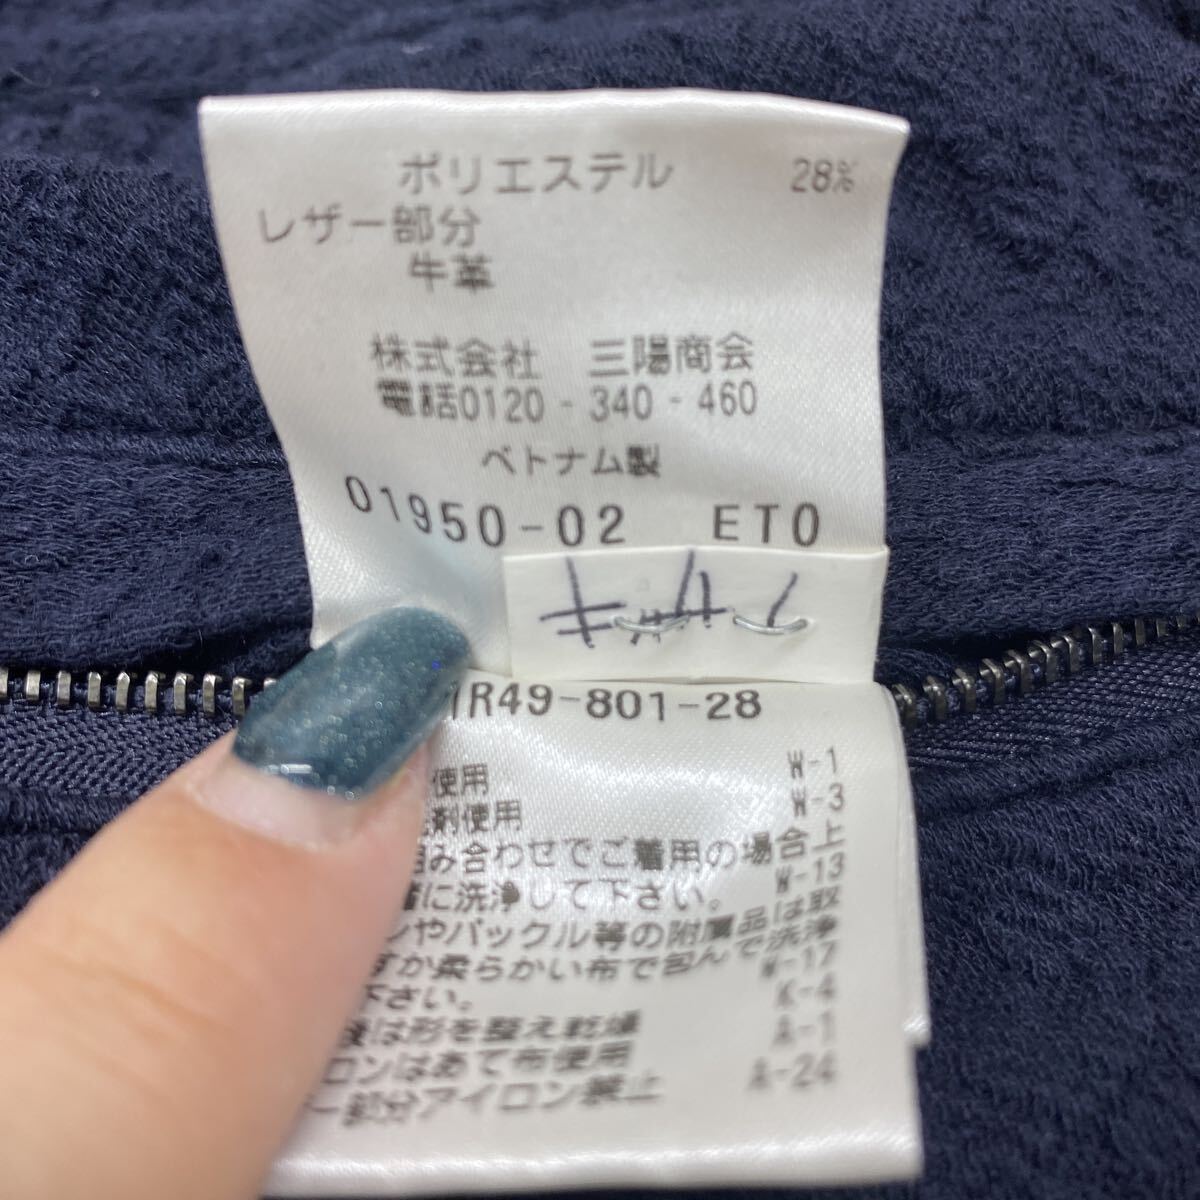 ポリエステル 28%
レザー部分
牛革
株式会社 三陽商会
電話0120-340-460
ベトナム製
01950-02 ET0
1R49-801-28
使用 W-1
剤使用 W-3
組み合わせでご着用の場合上
着に洗浄して下さい。 W-13
ンやバックル等の附属品は取
すか柔らかい布で包んで洗浄
下さい。 W-17
後は形を整え乾燥 K-4
ロンはあて布使用 A-1
ー部分アイロン禁止 A-24